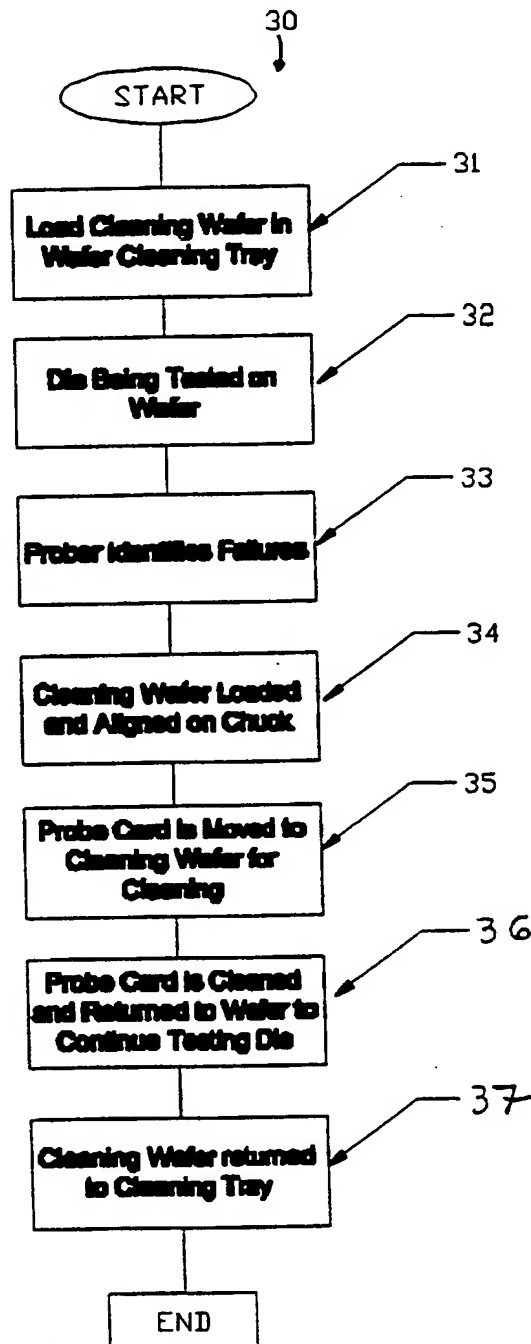 30
START
31
Load Cleaning Wafer in
Wafer Cleaning Tray
32
Die Being Tested on
Wafer
33
Prober Identifies Failures
34
Cleaning Wafer Loaded
and Aligned on Chuck
35
Probe Card is Moved to
Cleaning Wafer for
Cleaning
36
Probe Card is Cleaned
and Returned to Wafer to
Continue Testing Die
37
Cleaning Wafer returned
to Cleaning Tray
END